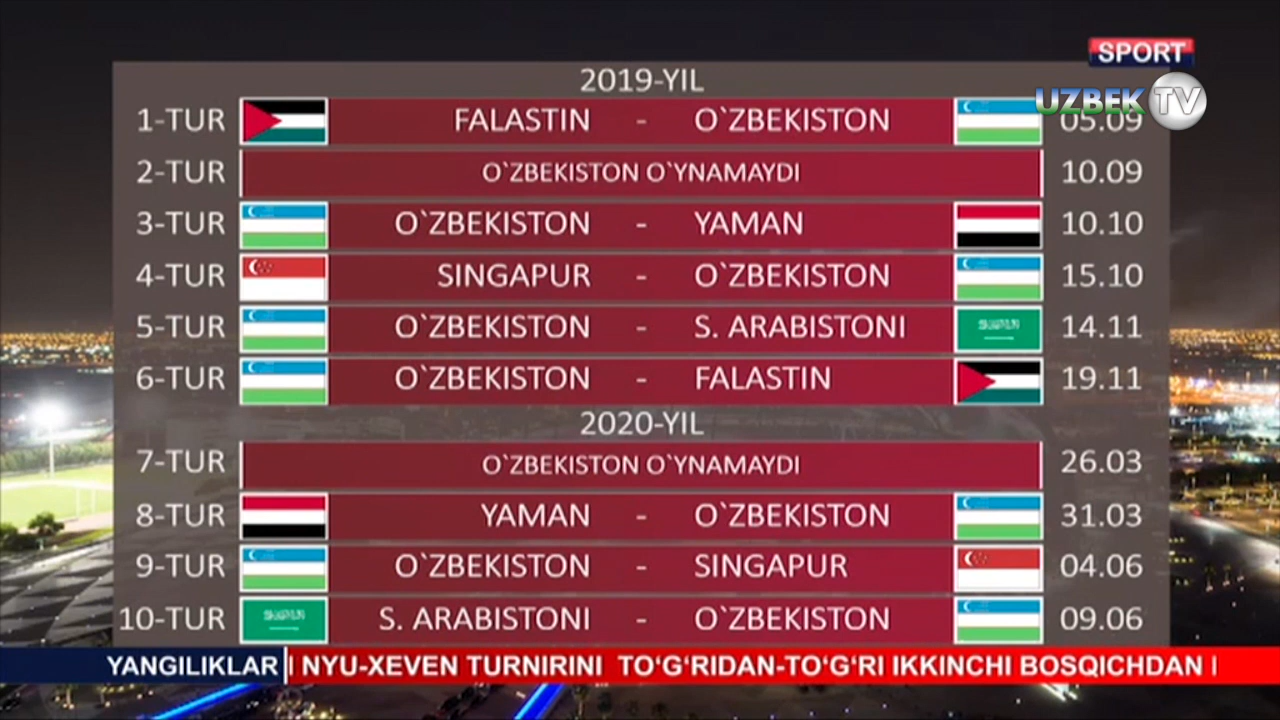 SPORT
UZBEK TV
2019-YIL
1-TUR FALASTIN - O`ZBEKISTON 05.09
2-TUR O`ZBEKISTON O`YNAMAYDI 10.09
3-TUR O`ZBEKISTON - YAMAN 10.10
4-TUR SINGAPUR - O`ZBEKISTON 15.10
5-TUR O`ZBEKISTON - S. ARABISTONI 14.11
6-TUR O`ZBEKISTON - FALASTIN 19.11
2020-YIL
7-TUR O`ZBEKISTON O`YNAMAYDI 26.03
8-TUR YAMAN - O`ZBEKISTON 31.03
9-TUR O`ZBEKISTON - SINGAPUR 04.06
10-TUR S. ARABISTONI - O`ZBEKISTON 09.06
YANGILIKLAR NYU-XEVEN TURNIRINI TO‘G‘RIDAN-TO‘G‘RI IKKINCHI BOSQICHDAN